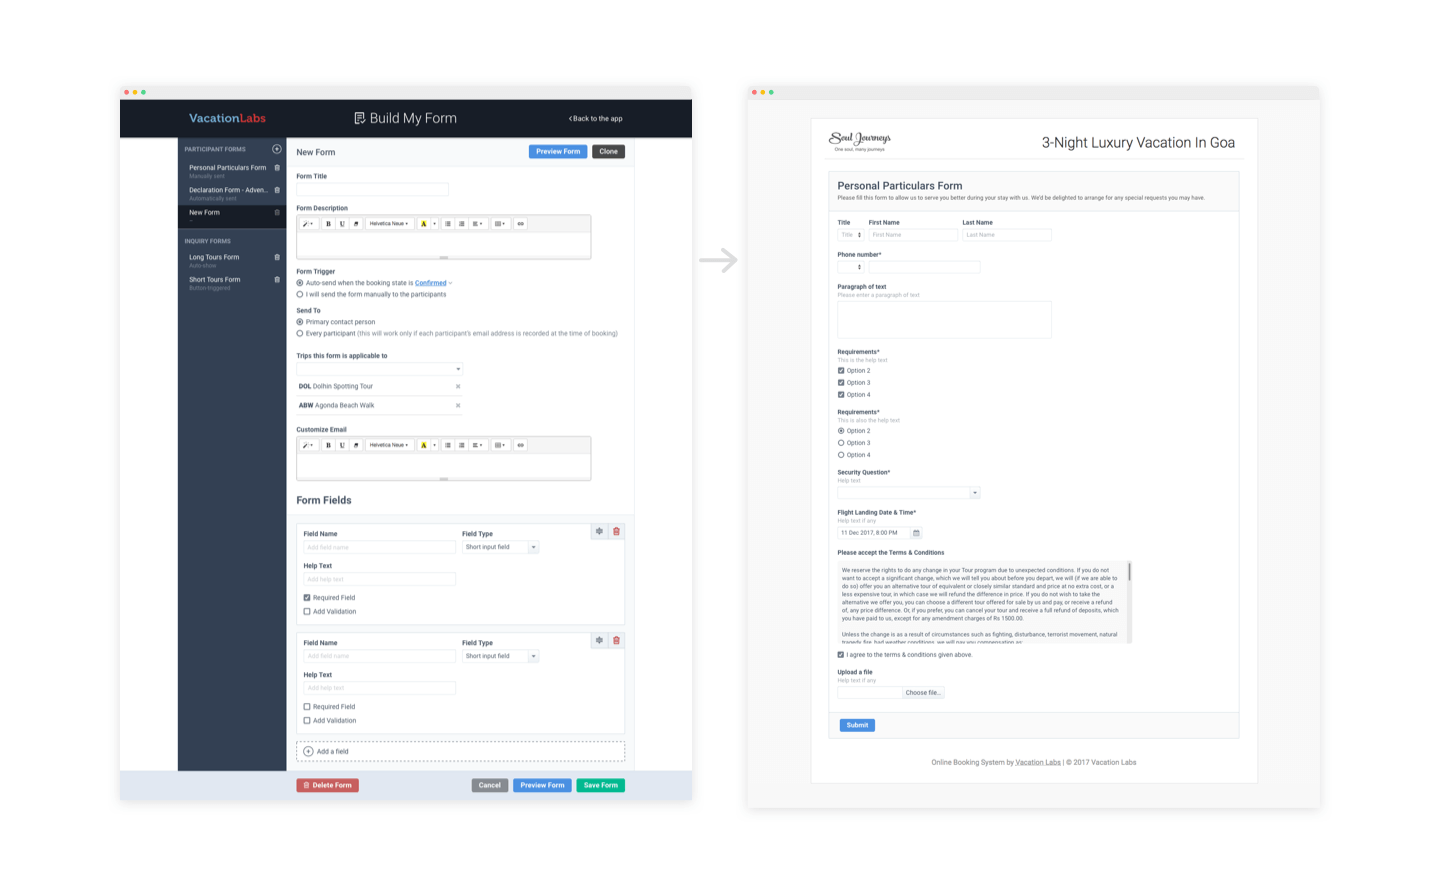 VacationLabs
Build My Form
Back to the app
PARTICIPANT FORMS
Personal Particulars Form
Manually sent
Declaration Form - Adven...
Automatically sent
New Form
--
INQUIRY FORMS
Long Tours Form
Auto-show
Short Tours Form
Button-triggered
New Form
Preview Form
Clone
Form Title
Form Description
B U Helvetica Neue A
Form Trigger
Auto-send when the booking state is Confirmed
I will send the form manually to the participants
Send To
Primary contact person
Every participant (this will work only if each participant's email address is recorded at the time of booking)
Trips this form is applicable to
DOL Dolhin Spotting Tour
ABW Agonda Beach Walk
Customize Email
B U Helvetica Neue A
Form Fields
Field Name Field Type
Add field name Short input field
Help Text
Add help text
Required Field
Add Validation
Field Name Field Type
Add field name Short input field
Help Text
Add help text
Required Field
Add Validation
Add a field
Delete Form
Cancel
Preview Form
Save Form
Soul Journeys
One soul, many journeys
3-Night Luxury Vacation In Goa
Personal Particulars Form
Please fill this form to allow us to serve you better during your stay with us. We'd be delighted to arrange for any special requests you may have.
Title First Name Last Name
Title First Name Last Name
Phone number*
Paragraph of text
Please enter a paragraph of text
Requirements*
This is the help text
Option 2
Option 3
Option 4
Requirements*
This is also the help text
Option 2
Option 3
Option 4
Security Question*
Help text
Flight Landing Date & Time*
Help text if any
11 Dec 2017, 8:00 PM
Please accept the Terms & Conditions
We reserve the rights to do any change in your Tour program due to unexpected conditions. If you do not
want to accept a significant change, which we will tell you about before you depart, we will (if we are able to
do so) offer you an alternative tour of equivalent or closely similar standard and price at no extra cost, or a
less expensive tour, in which case we will refund the difference in price. If you do not wish to take the
alternative we offer you, you can choose a different tour offered for sale by us and pay, or receive a refund
of, any price difference. Or, if you prefer, you can cancel your tour and receive a full refund of deposits, which
you have paid to us, except for any amendment charges of Rs 1500.00.
Unless the change is as a result of circumstances such as fighting, disturbance, terrorist movement, natural
tragedy, fire, bad weather conditions, we will pay you compensation as:
I agree to the terms & conditions given above.
Upload a file
Help text if any
Choose file...
Submit
Online Booking System by Vacation Labs | © 2017 Vacation Labs